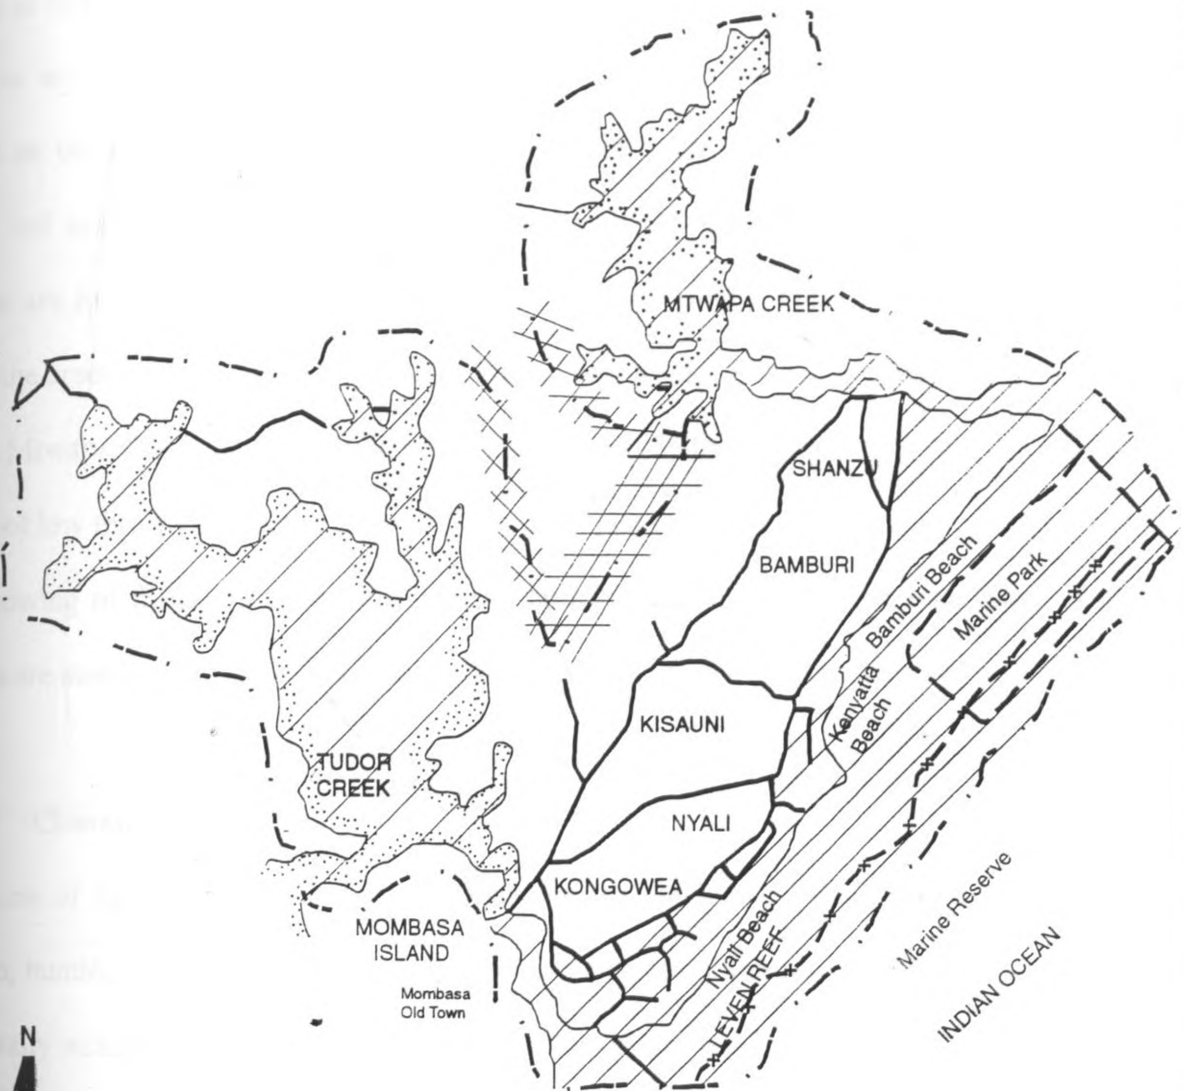 MTWAPA CREEK
SHANZU
BAMBURI
Bamburi Beach
Marine Park
Kenyatta
Beach
KISAUNI
TUDOR
CREEK
NYALI
KONGOWEA
MOMBASA
ISLAND
Mombasa
Old Town
Nyali Beach
LEVEN REEF
Marine Reserve
INDIAN OCEAN
N